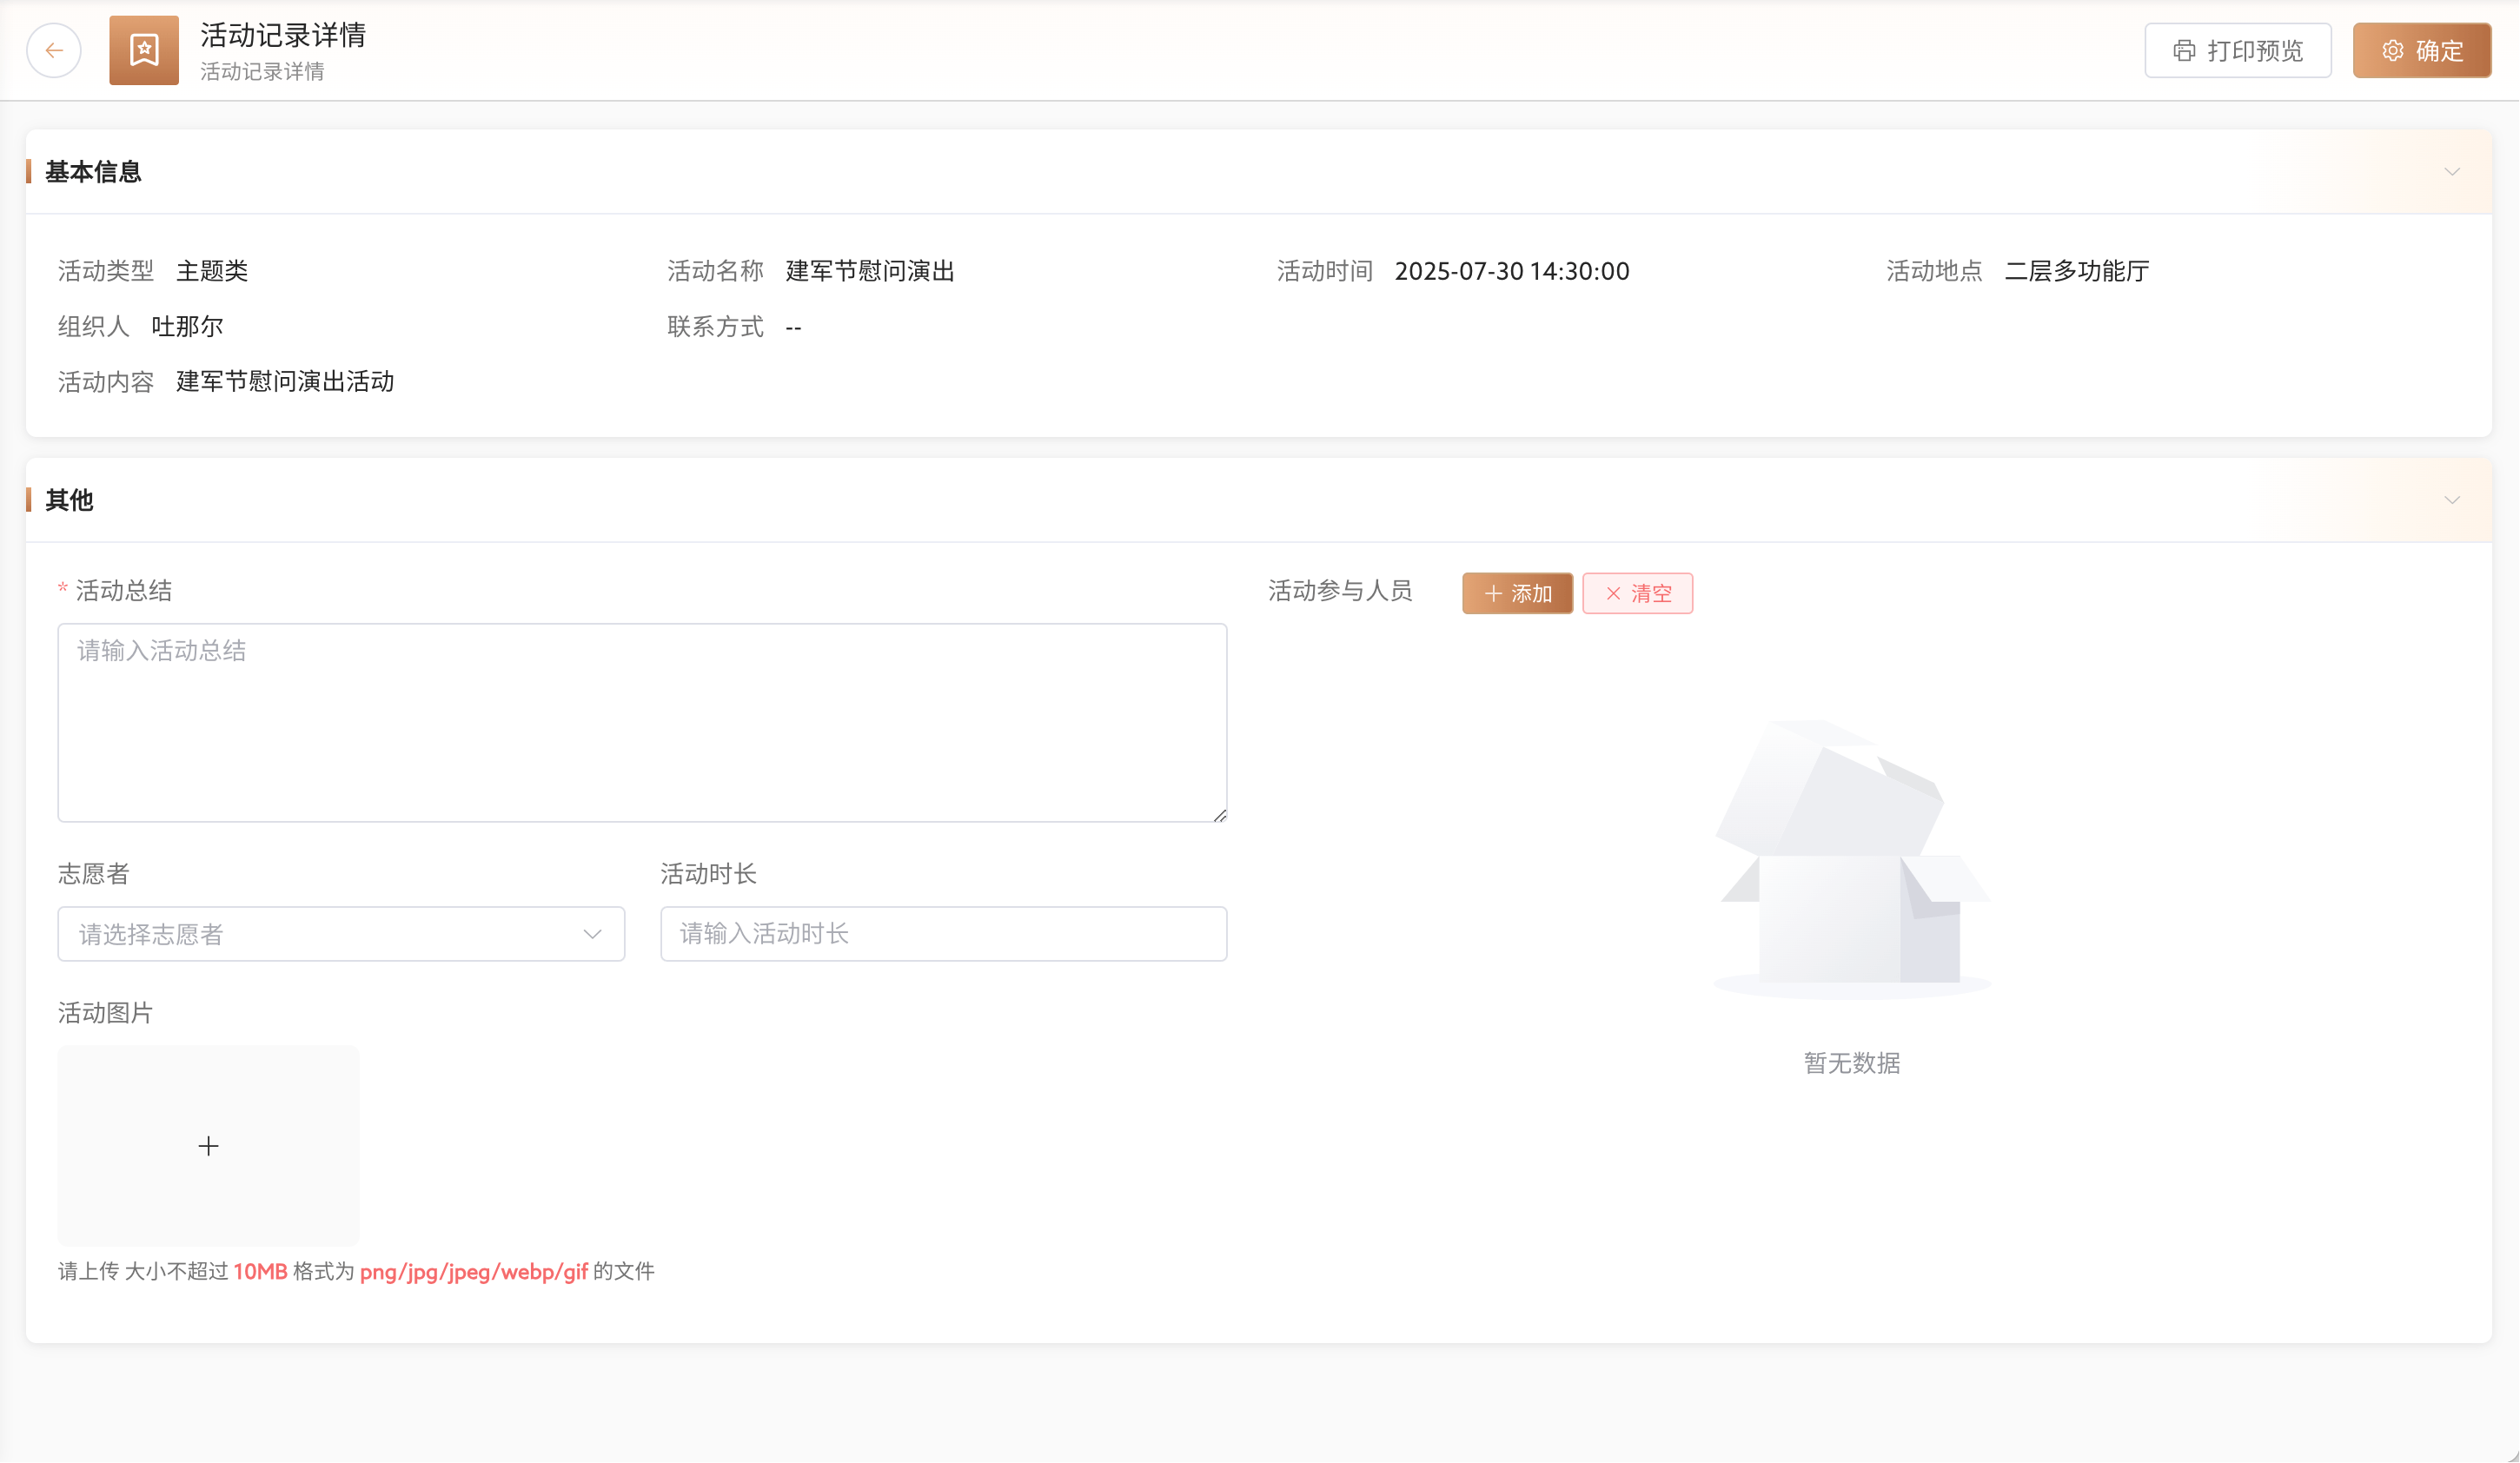 活动记录详情
活动记录详情
打印预览
确定
基本信息
活动类型 主题类
活动名称 建军节慰问演出
活动时间 2025-07-30 14:30:00
活动地点 二层多功能厅
组织人 吐那尔
联系方式 --
活动内容 建军节慰问演出活动
其他
* 活动总结
请输入活动总结
志愿者
请选择志愿者
活动时长
请输入活动时长
活动图片
请上传 大小不超过 10MB 格式为 png/jpg/jpeg/webp/gif 的文件
活动参与人员
添加
清空
暂无数据